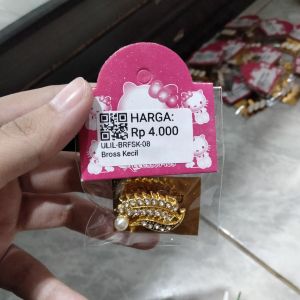 HARGA:
Rp 4.000
ULIL-BRFSK-08
Bross Kecil